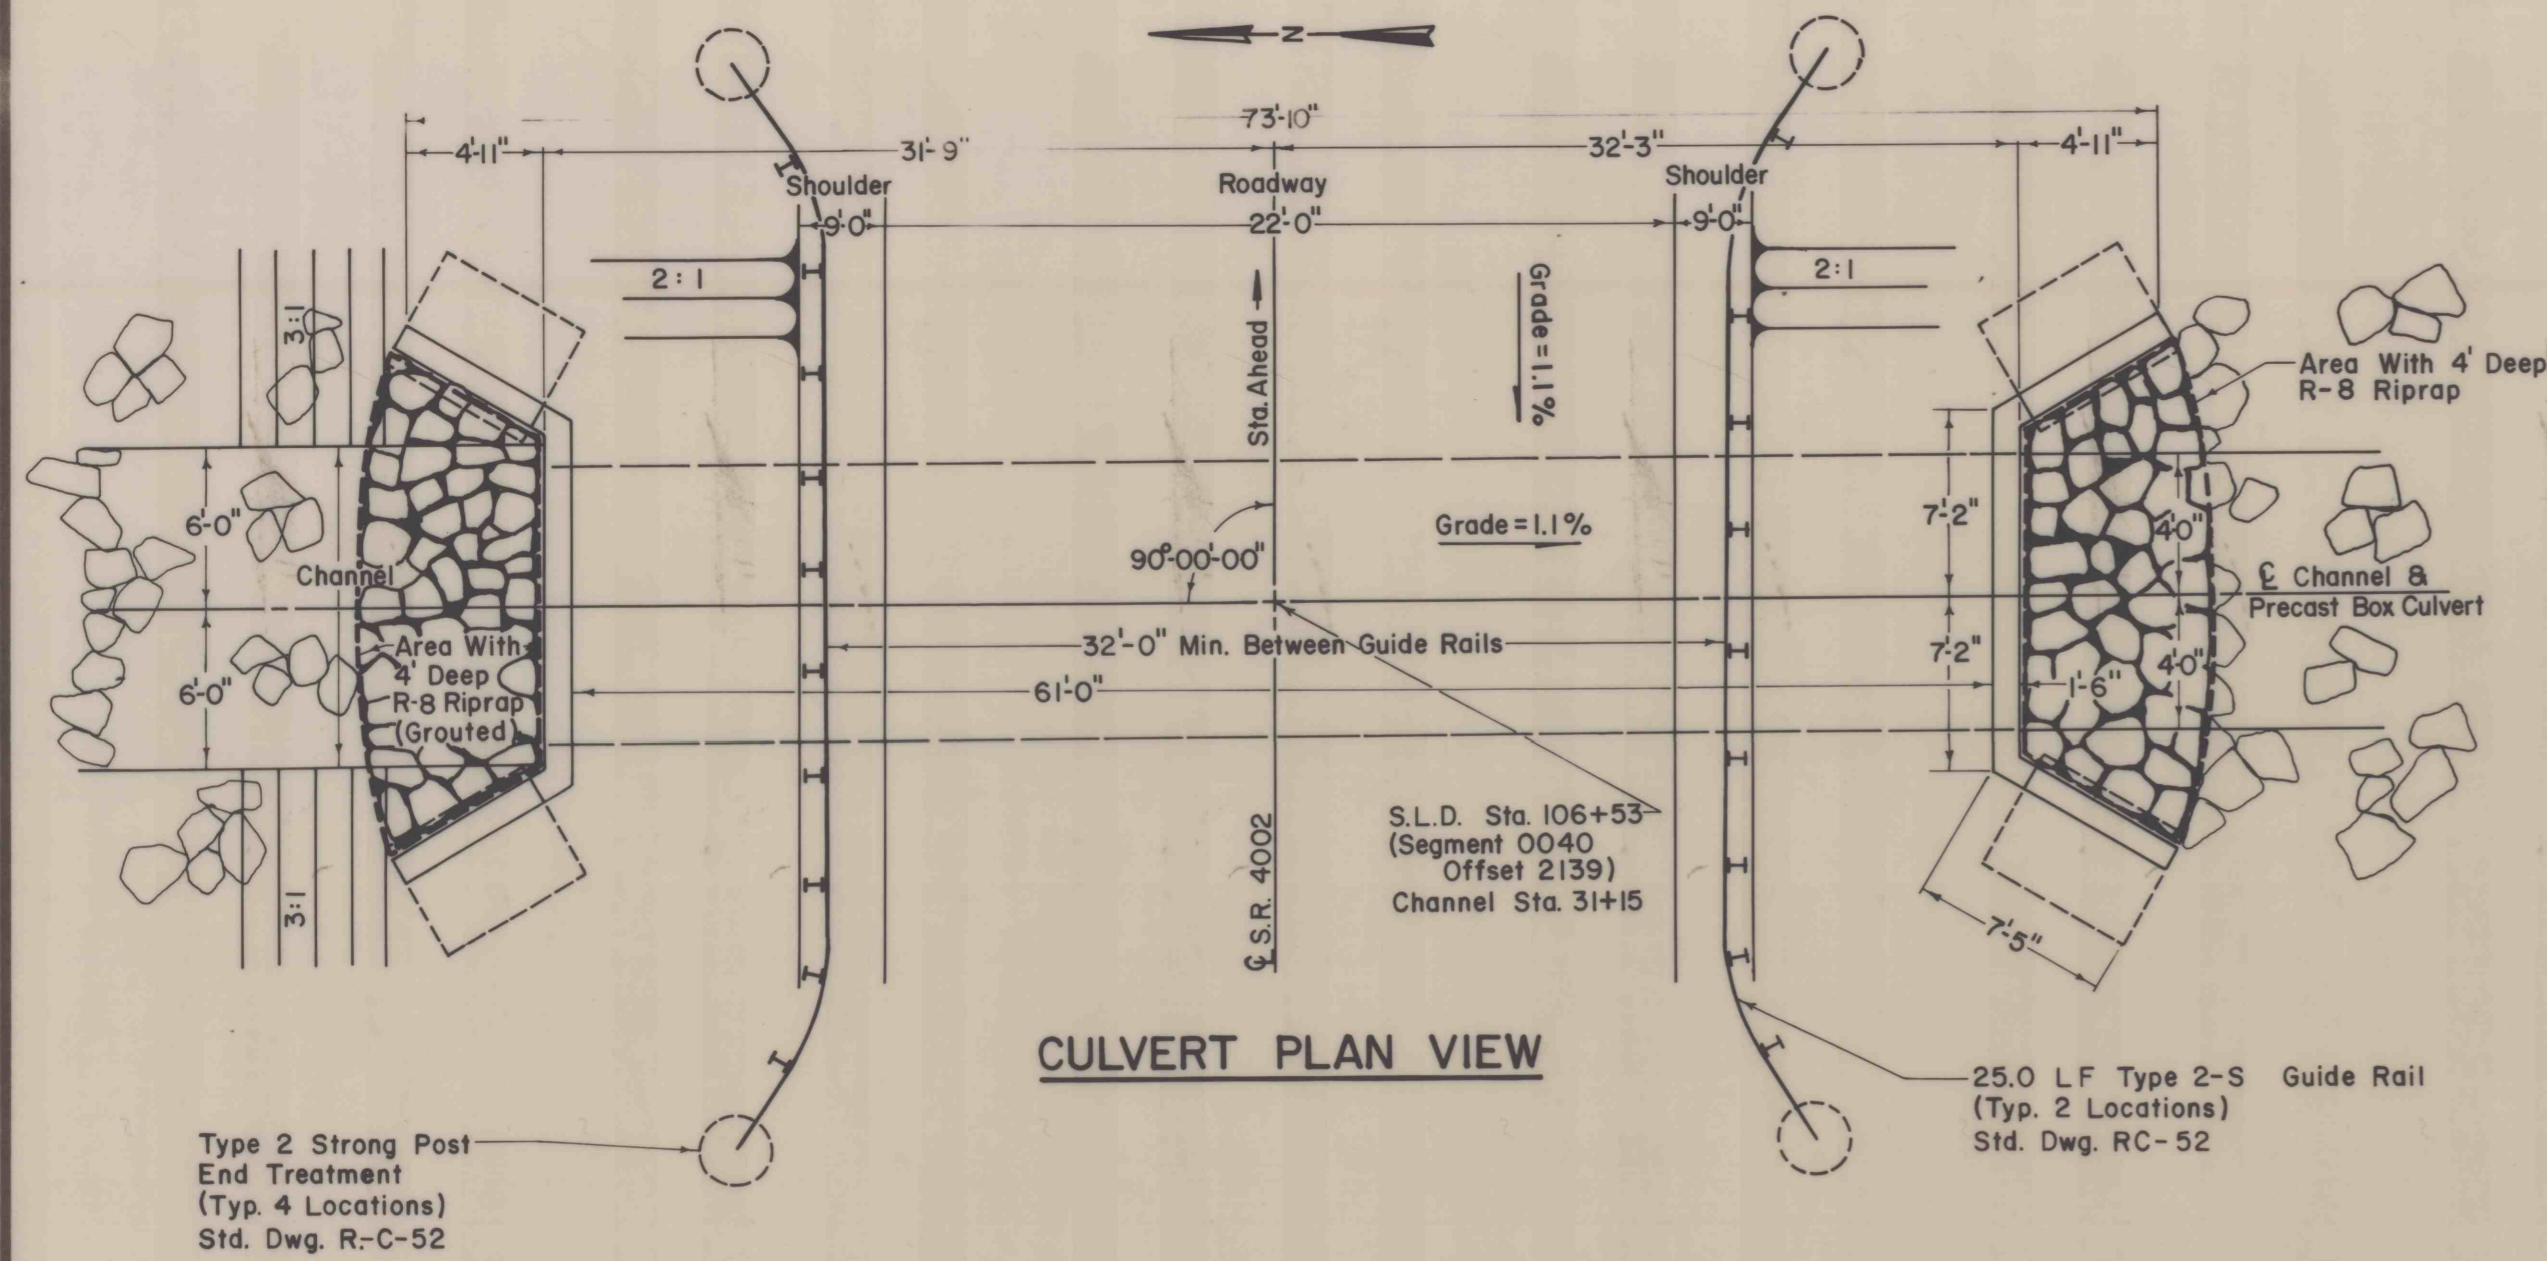 N
73'-10"
4'-11"
31'-9"
32'-3"
4'-11"
Shoulder
Roadway
Shoulder
9'-0"
22'-0"
9'-0"
2:1
2:1
3:1
Sta. Ahead
Grade = 1.1%
Area With 4' Deep
R-8 Riprap
6'-0"
7'-2"
4'-0"
Grade = 1.1%
90°-00'-00"
Channel
℄ Channel &
Precast Box Culvert
Area With
4' Deep
R-8 Riprap
(Grouted)
32'-0" Min. Between Guide Rails
7'-2"
4'-0"
6'-0"
61'-0"
1'-6"
S.L.D. Sta. 106+53
(Segment 0040
Offset 2139)
Channel Sta. 31+15
3:1
℄ S.R. 4002
7'-5"
CULVERT PLAN VIEW
25.0 LF Type 2-S Guide Rail
(Typ. 2 Locations)
Std. Dwg. RC-52
Type 2 Strong Post
End Treatment
(Typ. 4 Locations)
Std. Dwg. R.-C-52